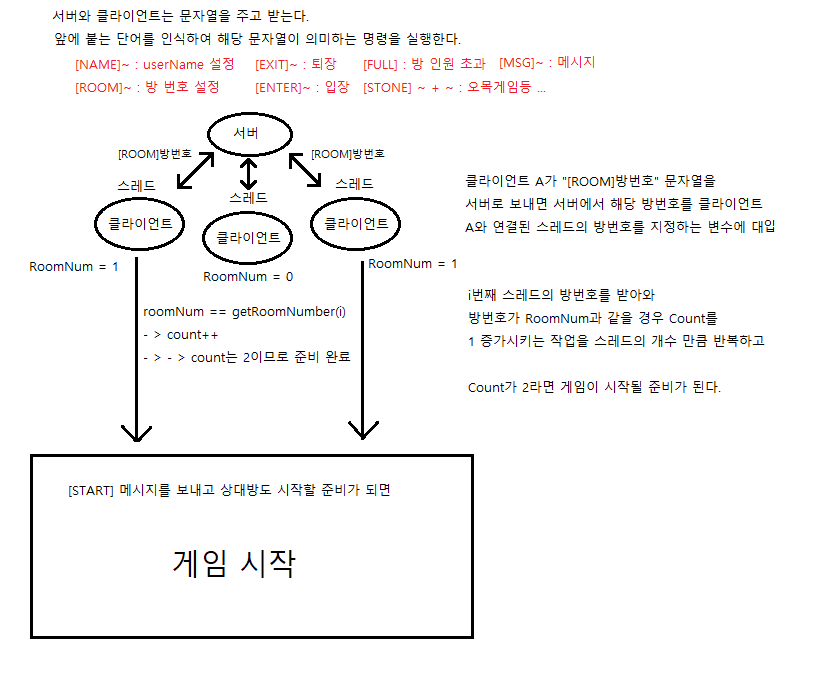 서버와 클라이언트는 문자열을 주고 받는다.
앞에 붙는 단어를 인식하여 해당 문자열이 의미하는 명령을 실행한다.
[NAME]~ : userName 설정 [EXIT]~ : 퇴장 [FULL] : 방 인원 초과 [MSG]~ : 메시지
[ROOM]~ : 방 번호 설정 [ENTER]~ : 입장 [STONE] ~ + ~ : 오목게임등 ...
서버
[ROOM]방번호
[ROOM]방번호
스레드
스레드
스레드
클라이언트
클라이언트
클라이언트
RoomNum = 1
RoomNum = 0
RoomNum = 1
클라이언트 A가 "[ROOM]방번호" 문자열을
서버로 보내면 서버에서 해당 방번호를 클라이언트
A와 연결된 스레드의 방번호를 지정하는 변수에 대입
roomNum == getRoomNumber(i)
- > count++
- > - > count는 2이므로 준비 완료
i번째 스레드의 방번호를 받아와
방번호가 RoomNum과 같을 경우 Count를
1 증가시키는 작업을 스레드의 개수 만큼 반복하고
Count가 2라면 게임이 시작될 준비가 된다.
[START] 메시지를 보내고 상대방도 시작할 준비가 되면
게임 시작